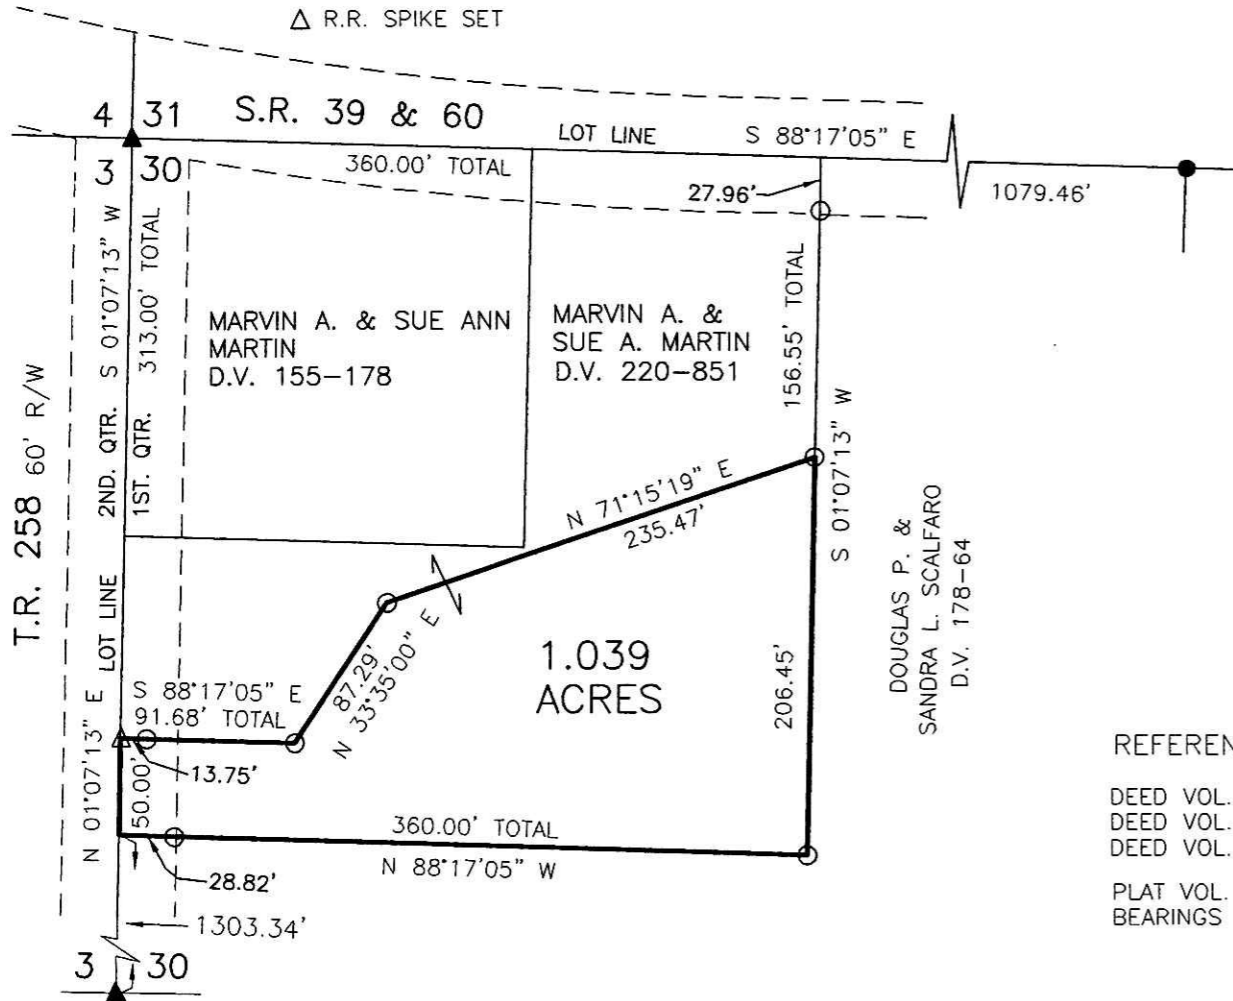 △ R.R. SPIKE SET
4 31 S.R. 39 & 60
LOT LINE S 88°17'05" E
3 30
360.00' TOTAL
27.96'
1079.46'
S 01°07'13" W
313.00' TOTAL
2ND. QTR.
1ST. QTR.
LOT LINE
T.R. 258 60' R/W
MARVIN A. & SUE ANN
MARTIN
D.V. 155-178
MARVIN A. &
SUE A. MARTIN
D.V. 220-851
156.55' TOTAL
S 01°07'13" W
N 71°15'19" E
235.47'
DOUGLAS P. &
SANDRA L. SCALFARO
D.V. 178-64
1.039
ACRES
206.45'
87.29'
N 33°35'00" E
S 88°17'05" E
91.68' TOTAL
13.75'
N 01°07'13" E
50.00'
360.00' TOTAL
N 88°17'05" W
28.82'
1303.34'
3 30
REFEREN
DEED VOL.
DEED VOL.
DEED VOL.
PLAT VOL.
BEARINGS